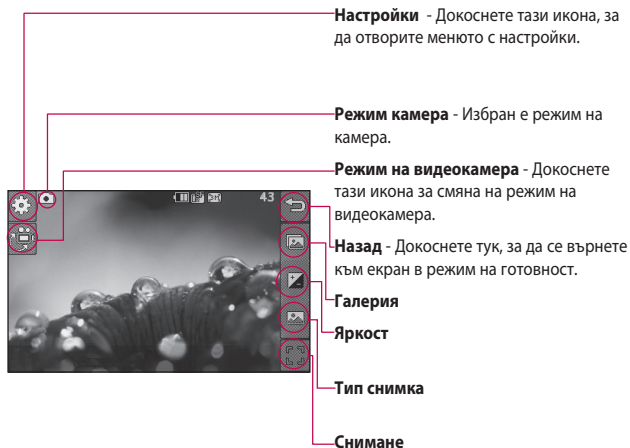 Настройки - Докоснете тази икона, за
да отворите менюто с настройки.
Режим камера - Избран е режим на
камера.
Режим на видеокамера - Докоснете
тази икона за смяна на режим на
видеокамера.
Назад - Докоснете тук, за да се върнете
към екран в режим на готовност.
Галерия
Яркост
Тип снимка
Снимане
43